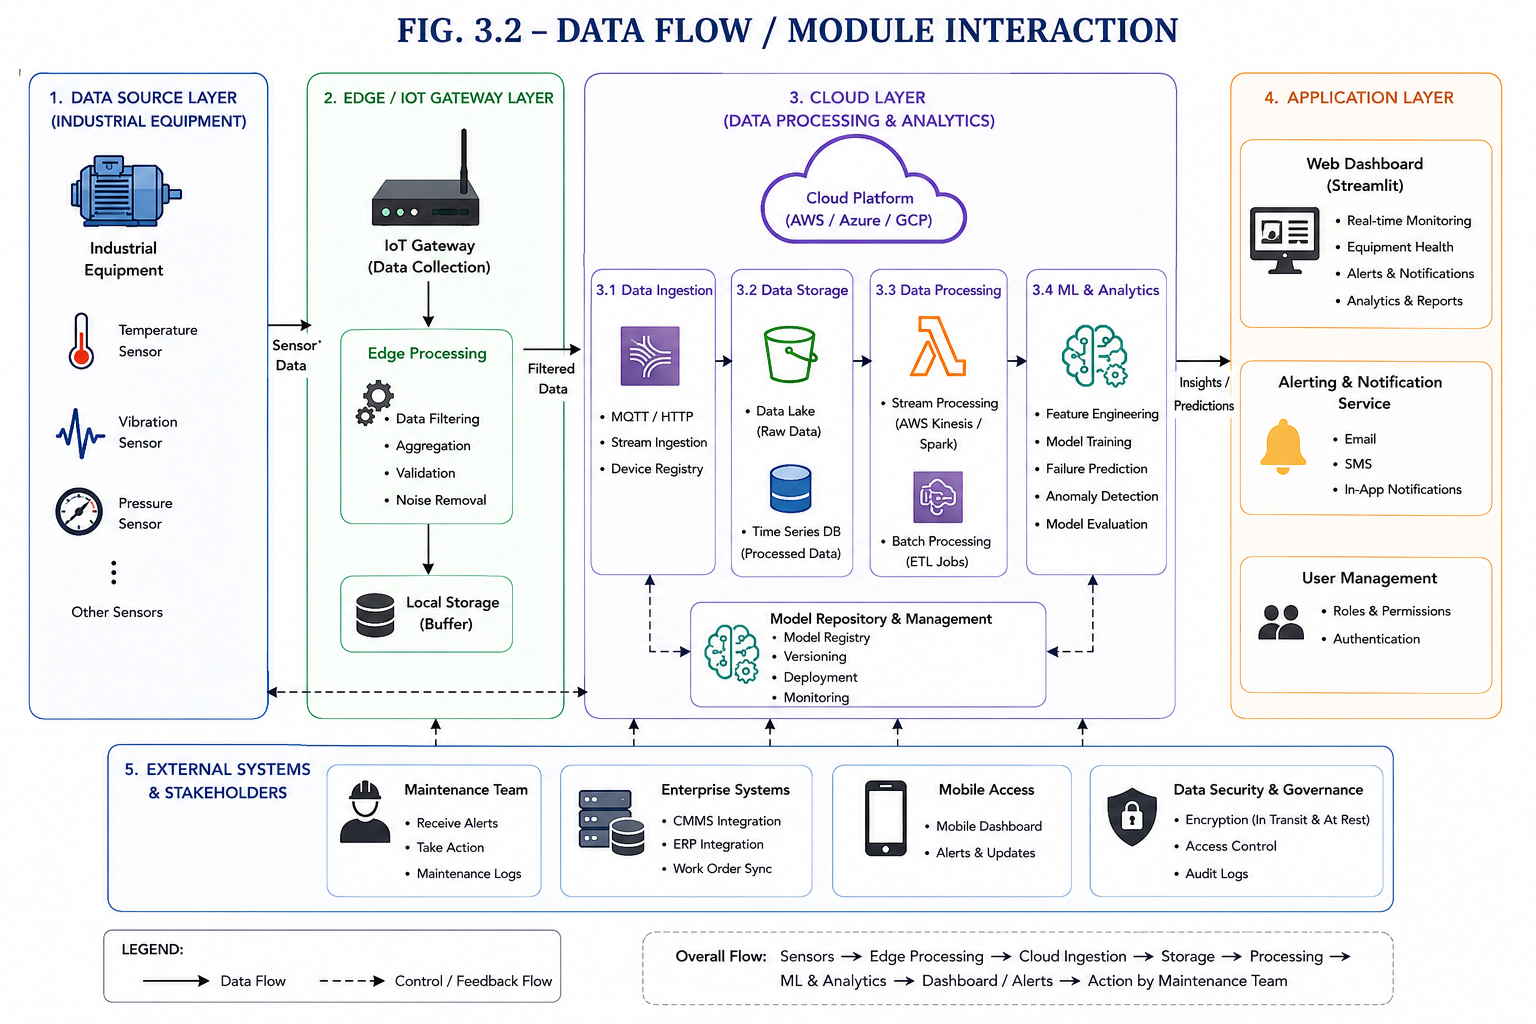 FIG. 3.2 – DATA FLOW / MODULE INTERACTION
1. DATA SOURCE LAYER
(INDUSTRIAL EQUIPMENT)
Industrial
Equipment
Temperature
Sensor
Vibration
Sensor
Pressure
Sensor
Other Sensors
Sensor
Data
2. EDGE / IOT GATEWAY LAYER
IoT Gateway
(Data Collection)
Edge Processing
• Data Filtering
• Aggregation
• Validation
• Noise Removal
Local Storage
(Buffer)
Filtered
Data
3. CLOUD LAYER
(DATA PROCESSING & ANALYTICS)
Cloud Platform
(AWS / Azure / GCP)
3.1 Data Ingestion
• MQTT / HTTP
• Stream Ingestion
• Device Registry
3.2 Data Storage
• Data Lake
(Raw Data)
• Time Series DB
(Processed Data)
3.3 Data Processing
• Stream Processing
(AWS Kinesis /
Spark)
• Batch Processing
(ETL Jobs)
3.4 ML & Analytics
• Feature Engineering
• Model Training
• Failure Prediction
• Anomaly Detection
• Model Evaluation
Model Repository & Management
• Model Registry
• Versioning
• Deployment
• Monitoring
Insights /
Predictions
4. APPLICATION LAYER
Web Dashboard
(Streamlit)
• Real-time Monitoring
• Equipment Health
• Alerts & Notifications
• Analytics & Reports
Alerting & Notification
Service
• Email
• SMS
• In-App Notifications
User Management
• Roles & Permissions
• Authentication
5. EXTERNAL SYSTEMS
& STAKEHOLDERS
Maintenance Team
• Receive Alerts
• Take Action
• Maintenance Logs
Enterprise Systems
• CMMS Integration
• ERP Integration
• Work Order Sync
Mobile Access
• Mobile Dashboard
• Alerts & Updates
Data Security & Governance
• Encryption (In Transit & At Rest)
• Access Control
• Audit Logs
LEGEND:
Data Flow
Control / Feedback Flow
Overall Flow: Sensors → Edge Processing → Cloud Ingestion → Storage → Processing →
ML & Analytics → Dashboard / Alerts → Action by Maintenance Team